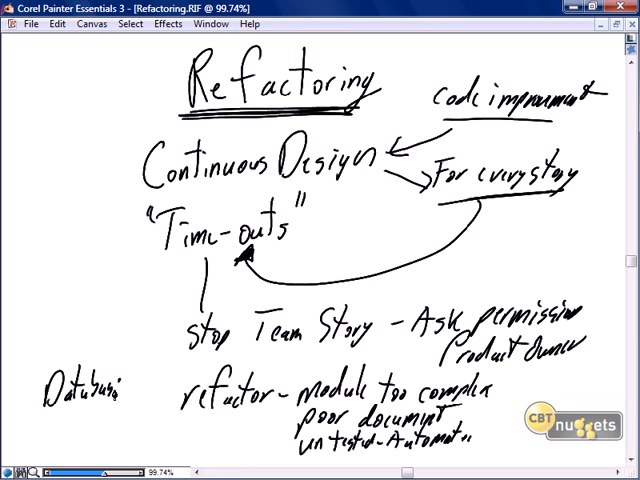 Corel Painter Essentials 3 - [Refactoring.RIF @ 99.74%]
File Edit Canvas Select Effects Window Help
Refactoring
code improvement
Continuous Design
For every story
"Time-outs"
stop Team Story - Ask permission
Product Owner
refactor - module too complex
poor document
untested - Automatic
CBT nuggets
99.74%